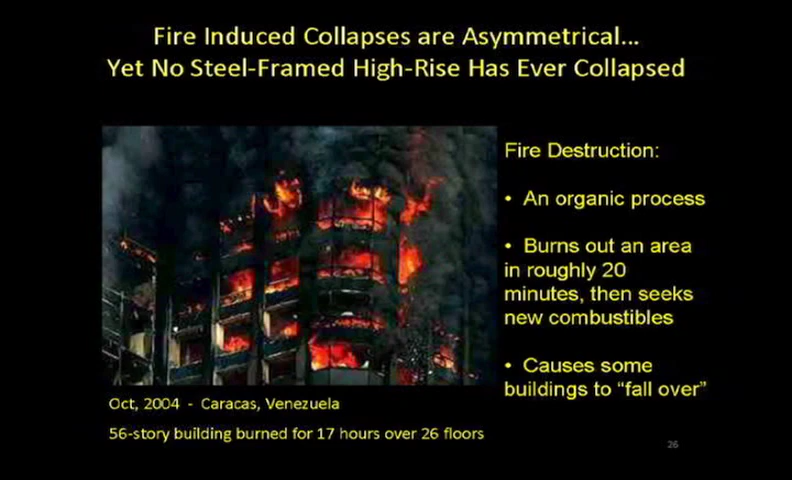 Fire Induced Collapses are Asymmetrical...
Yet No Steel-Framed High-Rise Has Ever Collapsed
Fire Destruction:
• An organic process
• Burns out an area
in roughly 20
minutes, then seeks
new combustibles
• Causes some
buildings to “fall over”
Oct, 2004 - Caracas, Venezuela
56-story building burned for 17 hours over 26 floors
26